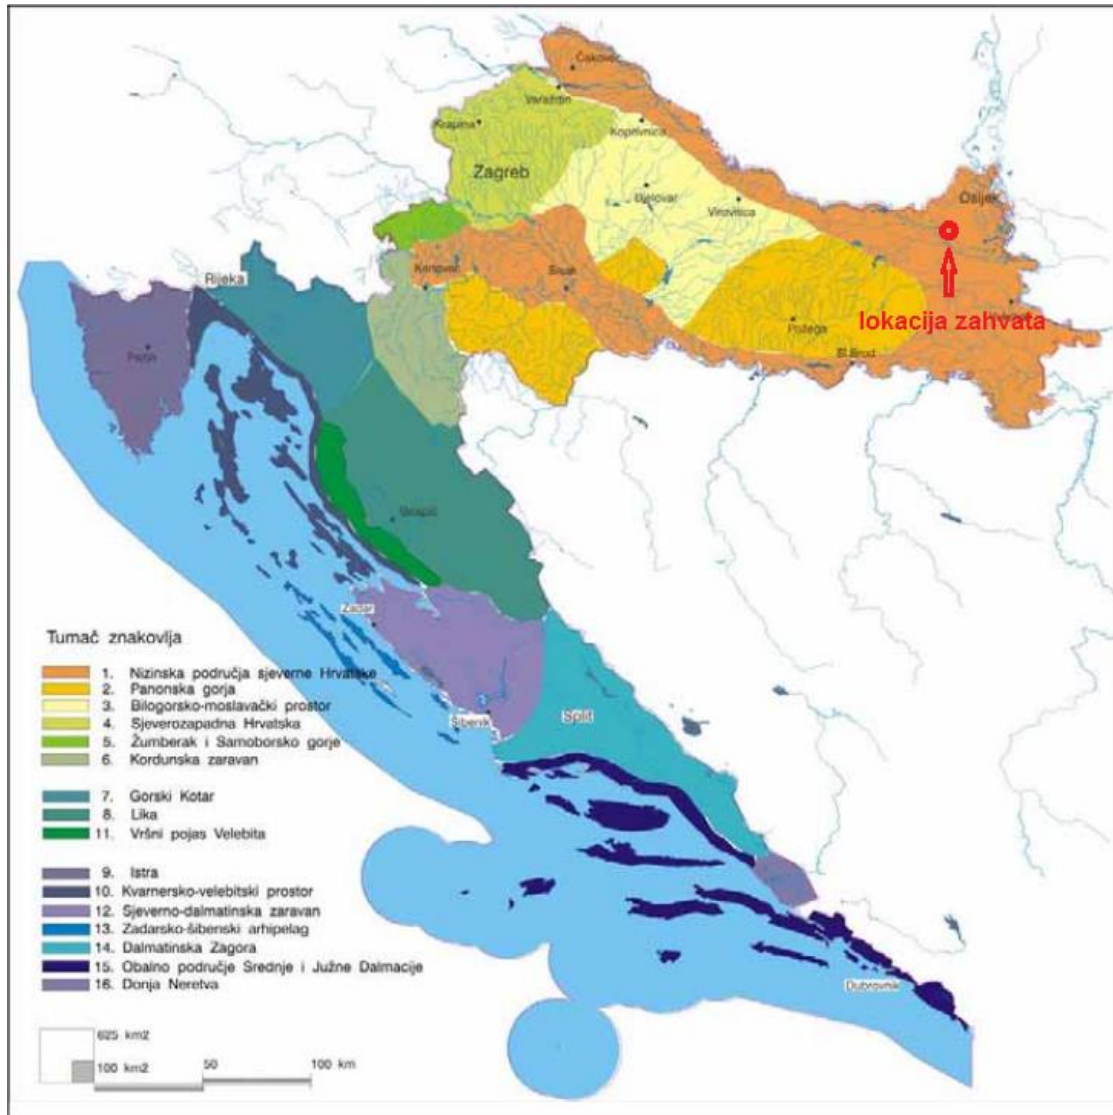 Čakovec
Varaždin
Krapina
Koprivnica
Zagreb
Bjelovar
Virovitica
Osijek
Rijeka
Karlovac
Sisak
lokacija zahvata
Požega
Sl.Brod
Pazin
Gospić
Zadar
Šibenik
Split
Dubrovnik
Tumač znakovlja
1. Nizinska područja sjeverne Hrvatske
2. Panonska gorja
3. Bilogorsko-moslavački prostor
4. Sjeverozapadna Hrvatska
5. Žumberak i Samoborsko gorje
6. Kordunska zaravan
7. Gorski Kotar
8. Lika
11. Vršni pojas Velebita
9. Istra
10. Kvarnersko-velebitski prostor
12. Sjeverno-dalmatinska zaravan
13. Zadarsko-šibenski arhipelag
14. Dalmatinska Zagora
15. Obalno područje Srednje i Južne Dalmacije
16. Donja Neretva
625 km2
100 km2
50
100 km